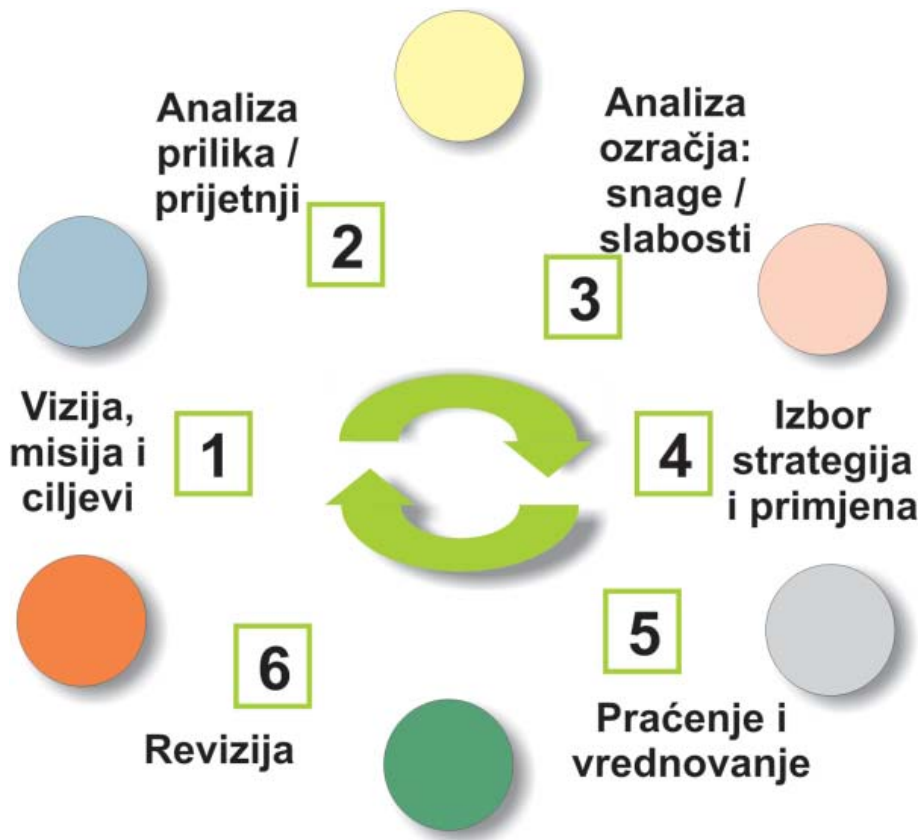 1
Vizija,
misija i
ciljevi
2
Analiza
prilika /
prijetnji
3
Analiza
ozračja:
snage /
slabosti
4
Izbor
strategija
i primjena
5
Praćenje i
vrednovanje
6
Revizija